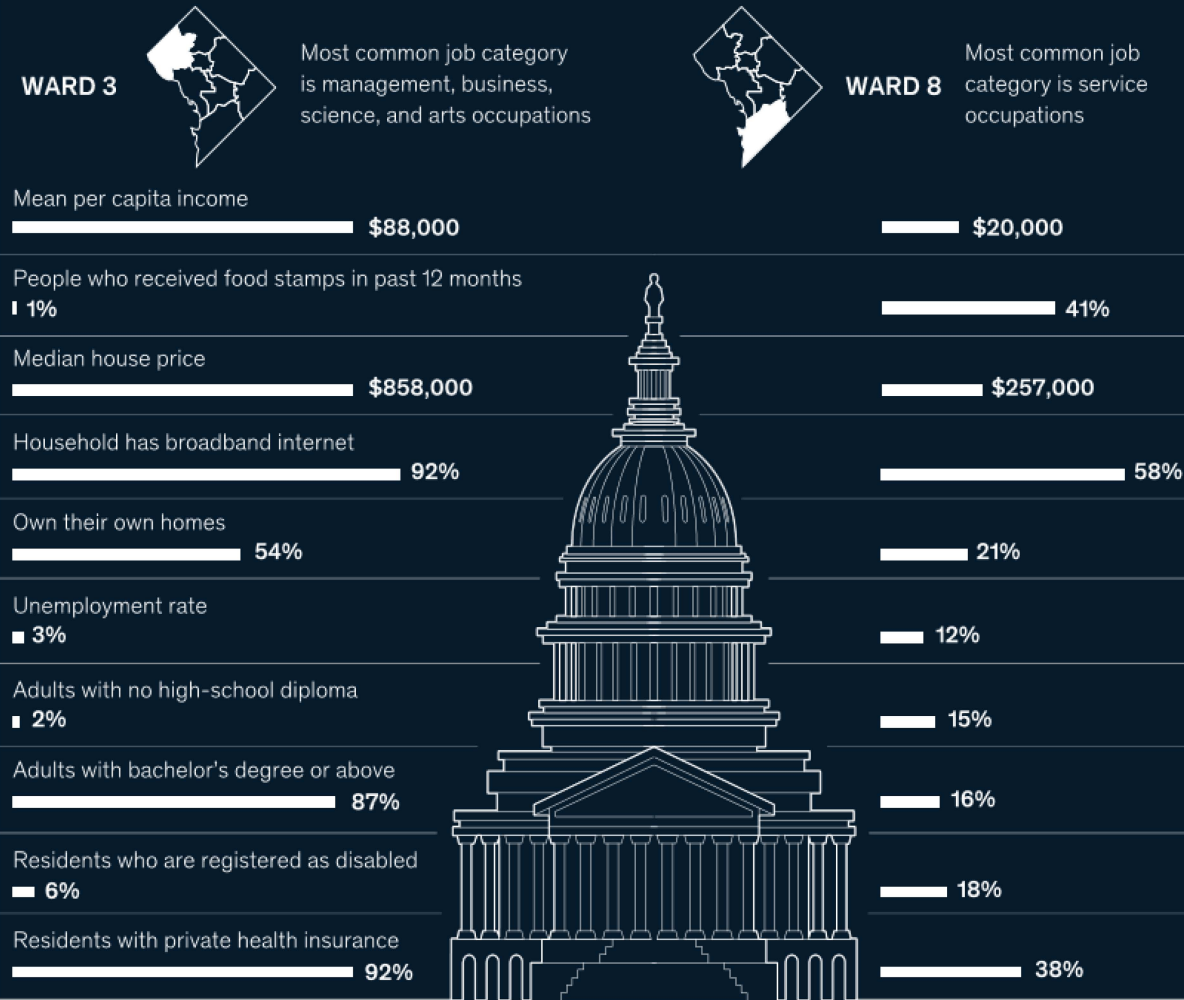 WARD 3
Most common job category
is management, business,
science, and arts occupations
WARD 8
Most common job
category is service
occupations
Mean per capita income
$88,000
$20,000
People who received food stamps in past 12 months
1%
41%
Median house price
$858,000
$257,000
Household has broadband internet
92%
58%
Own their own homes
54%
21%
Unemployment rate
3%
12%
Adults with no high-school diploma
2%
15%
Adults with bachelor's degree or above
87%
16%
Residents who are registered as disabled
6%
18%
Residents with private health insurance
92%
38%